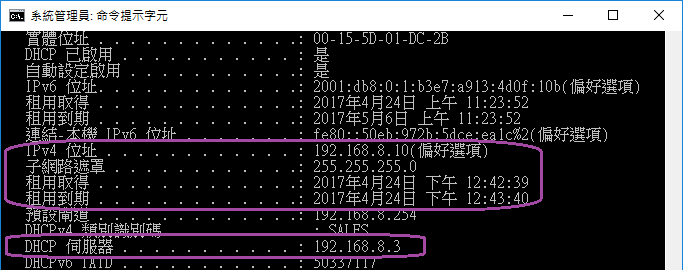 系統管理員: 命令提示字元
實體位址 . . . . . . . . . . . . . : 00-15-5D-01-DC-2B
DHCP 已啟用 . . . . . . . . . . . : 是
自動設定啟用 . . . . . . . . . . . : 是
IPv6 位址 . . . . . . . . . . . . : 2001:db8:0:1:b3e7:a913:4d0f:10b(偏好選項)
租用取得 . . . . . . . . . . . . . : 2017年4月24日 上午 11:23:52
租用到期 . . . . . . . . . . . . . : 2017年5月6日 上午 11:23:52
連結-本機 IPv6 位址 . . . . . . . : fe80::50eb:972b:5dce:ea1c%2(偏好選項)
IPv4 位址 . . . . . . . . . . . . : 192.168.8.10(偏好選項)
子網路遮罩 . . . . . . . . . . . . : 255.255.255.0
租用取得 . . . . . . . . . . . . . : 2017年4月24日 下午 12:42:39
租用到期 . . . . . . . . . . . . . : 2017年4月24日 下午 12:43:40
預設閘道 . . . . . . . . . . . . . : 192.168.8.254
DHCPv4 類別識別碼 . . . . . . . . : SALES
DHCP 伺服器 . . . . . . . . . . . : 192.168.8.3
DHCPv6 IAID . . . . . . . . . . . : 50337117